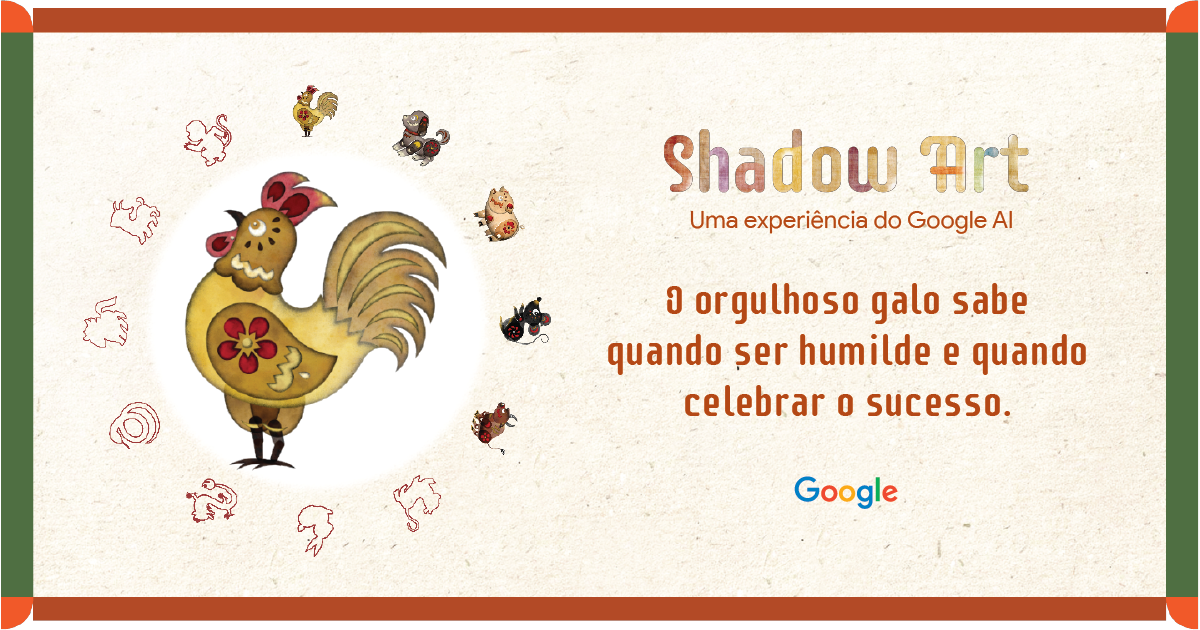 Shadow Art
Uma experiência do Google AI
O orgulhoso galo sabe
quando ser humilde e quando
celebrar o sucesso.
Google